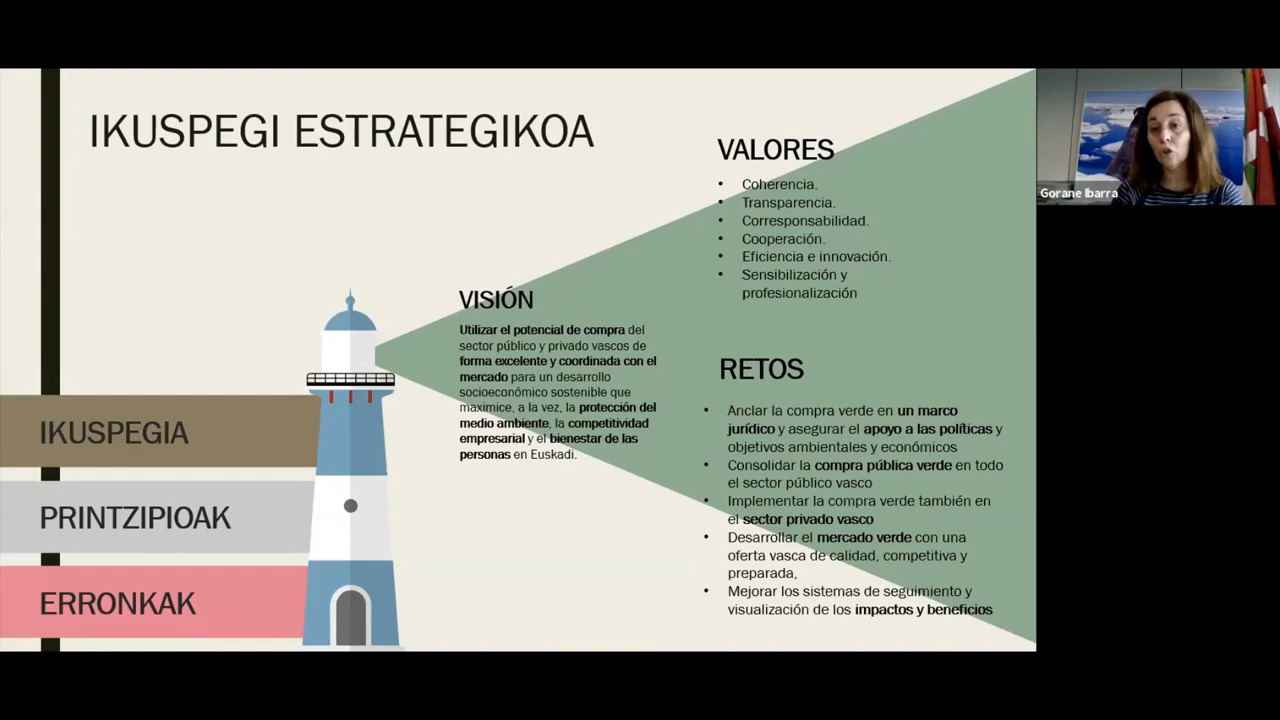 IKUSPEGI ESTRATEGIKOA
IKUSPEGIA
PRINTZIPIOAK
ERRONKAK
VISIÓN
Utilizar el potencial de compra del
sector público y privado vascos de
forma excelente y coordinada con el
mercado para un desarrollo
socioeconómico sostenible que
maximice, a la vez, la protección del
medio ambiente, la competitividad
empresarial y el bienestar de las
personas en Euskadi.
VALORES
• Coherencia.
• Transparencia.
• Corresponsabilidad.
• Cooperación.
• Eficiencia e innovación.
• Sensibilización y
profesionalización
RETOS
• Anclar la compra verde en un marco
jurídico y asegurar el apoyo a las políticas y
objetivos ambientales y económicos
• Consolidar la compra pública verde en todo
el sector público vasco
• Implementar la compra verde también en
el sector privado vasco
• Desarrollar el mercado verde con una
oferta vasca de calidad, competitiva y
preparada,
• Mejorar los sistemas de seguimiento y
visualización de los impactos y beneficios
Gorane Ibarra